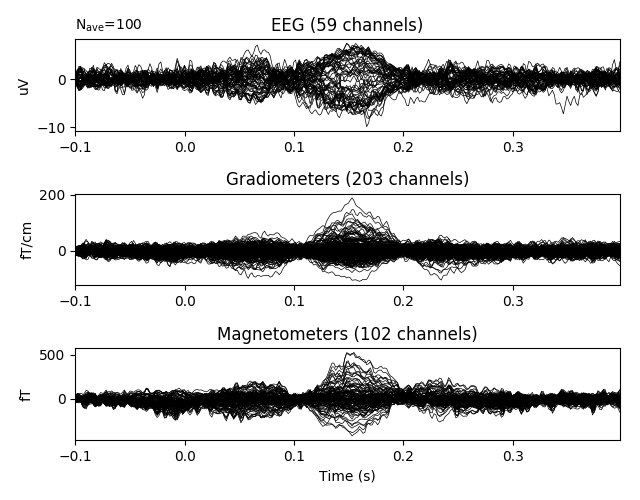 N_ave=100
EEG (59 channels)
0
−10
uV
−0.1 0.0 0.1 0.2 0.3
Gradiometers (203 channels)
200
0
fT/cm
−0.1 0.0 0.1 0.2 0.3
Magnetometers (102 channels)
500
0
fT
−0.1 0.0 0.1 0.2 0.3
Time (s)